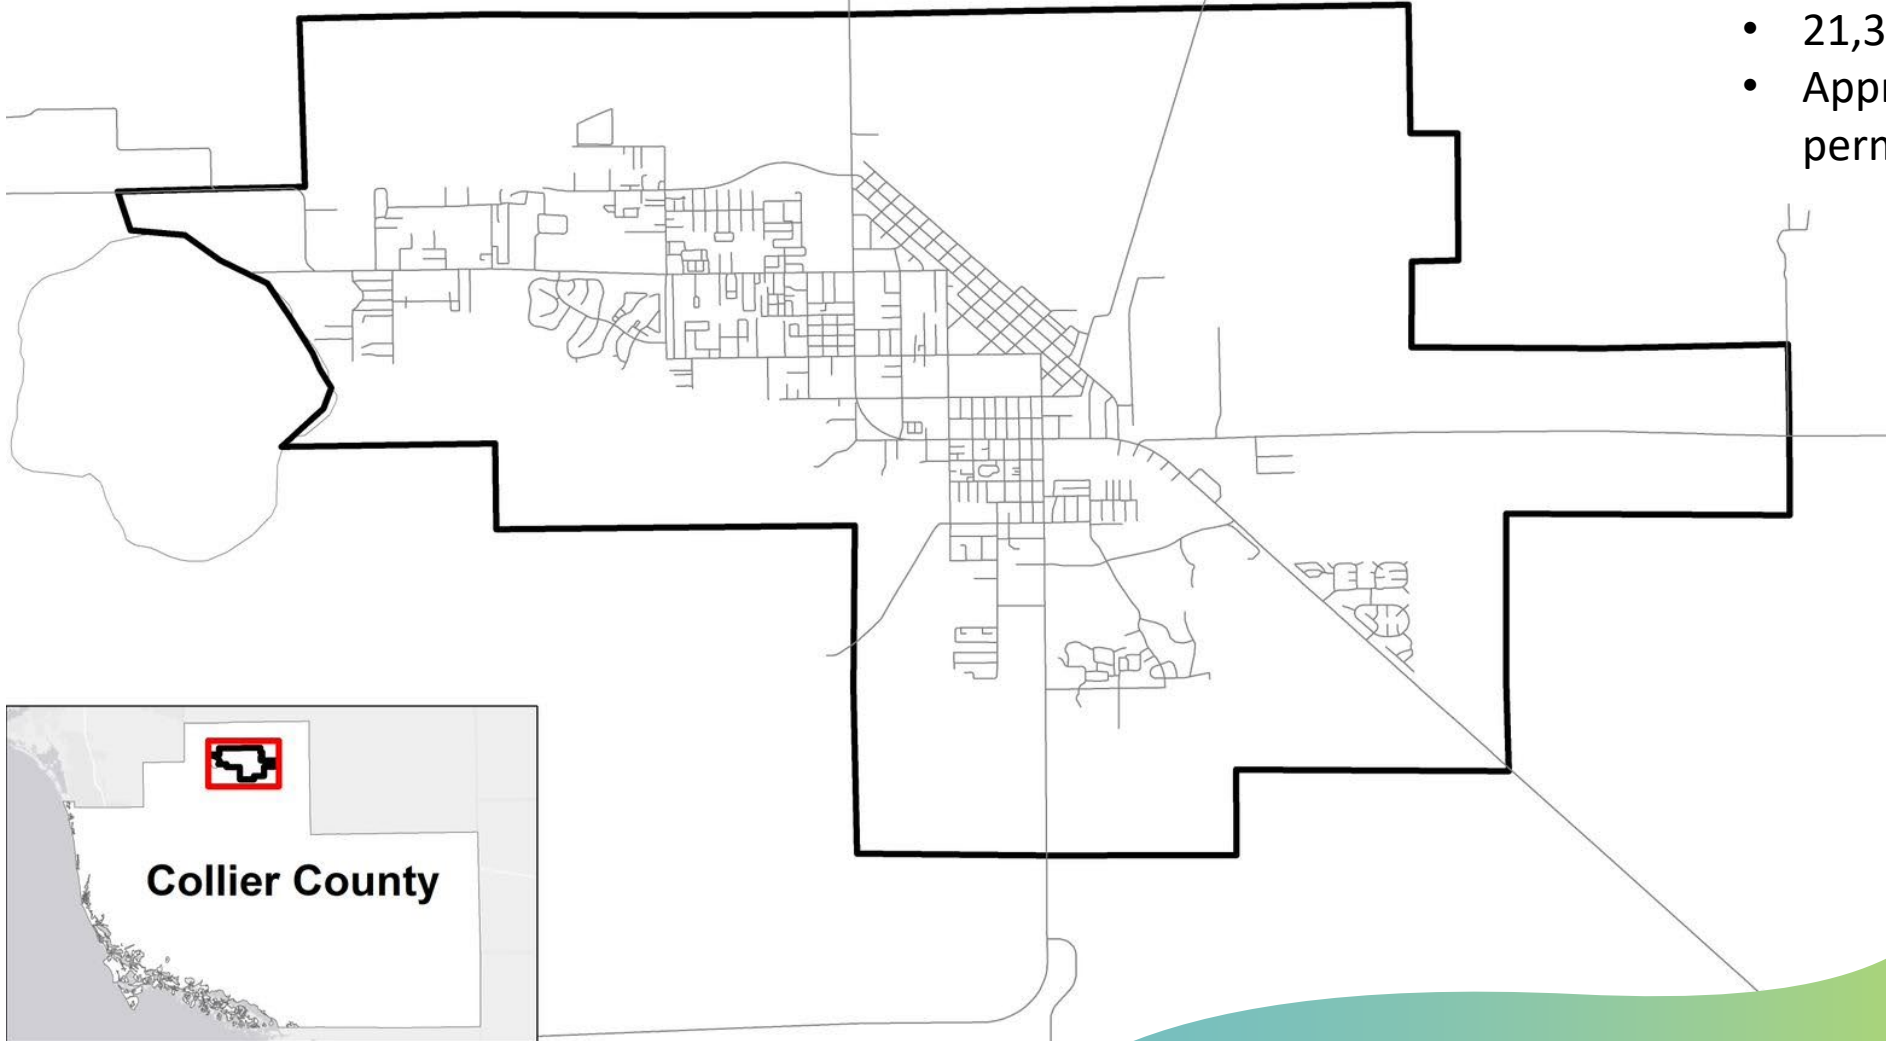 • 21,3
• Appr
perm
Collier County